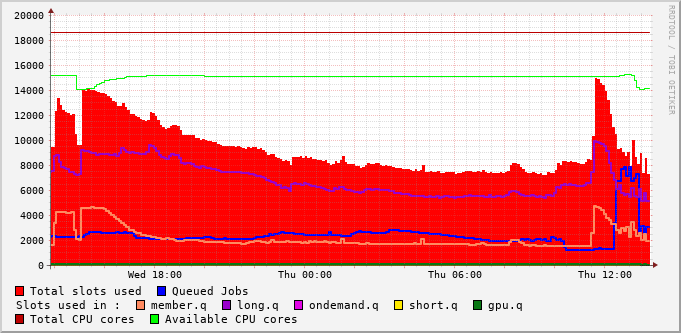 RRDTOOL / TOBI OETIKER
20000
18000
16000
14000
12000
10000
8000
6000
4000
2000
0
Wed 18:00 Thu 00:00 Thu 06:00 Thu 12:00
Total slots used Queued Jobs
Slots used in : member.q long.q ondemand.q short.q gpu.q
Total CPU cores Available CPU cores